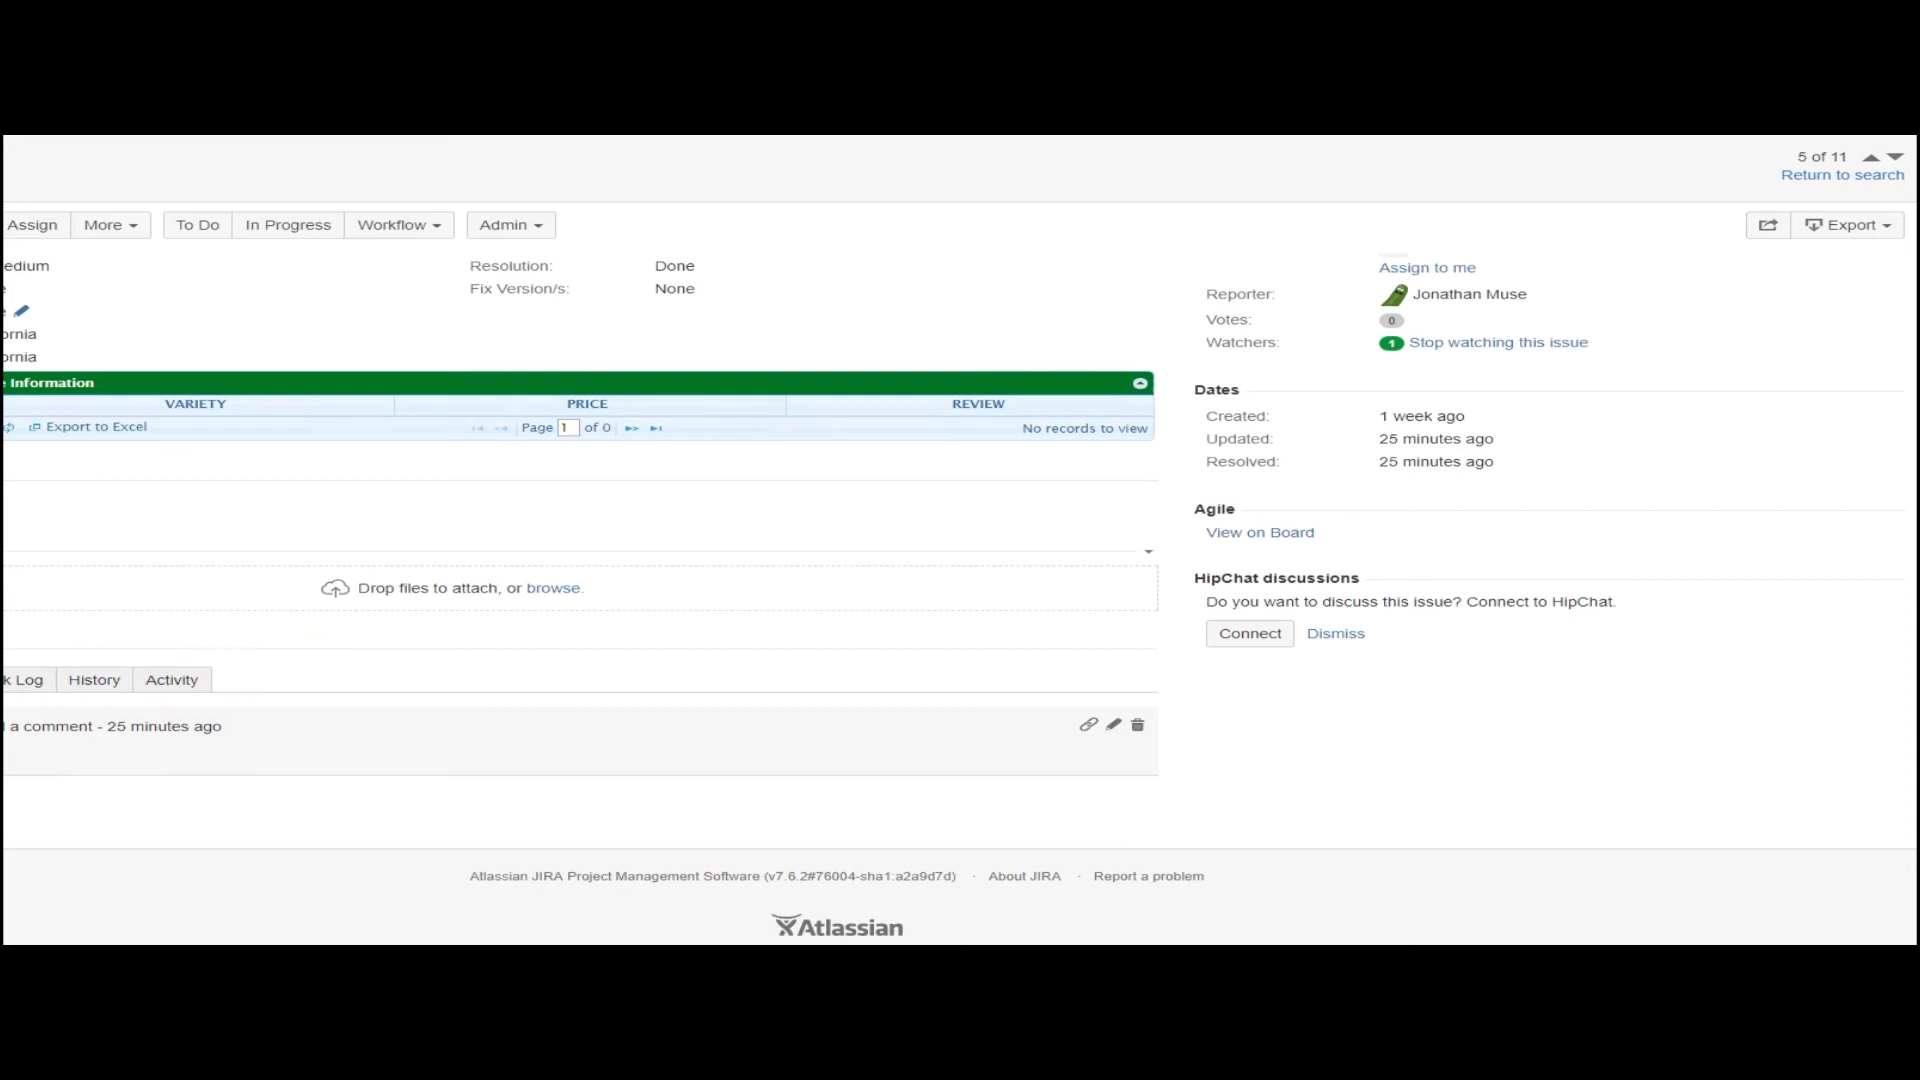 5 of 11
Return to search
Assign More To Do In Progress Workflow Admin Export
edium Resolution: Done Assign to me
Fix Version/s: None Reporter: Jonathan Muse
ornia Votes: 0
ornia Watchers: 1 Stop watching this issue
e Information Dates
VARIETY PRICE REVIEW Created: 1 week ago
Export to Excel Page 1 of 0 No records to view Updated: 25 minutes ago
Resolved: 25 minutes ago
Agile
View on Board
Drop files to attach, or browse. HipChat discussions
Do you want to discuss this issue? Connect to HipChat.
Connect Dismiss
k Log History Activity
a comment - 25 minutes ago
Atlassian JIRA Project Management Software (v7.6.2#76004-sha1:a2a9d7d) · About JIRA · Report a problem
Atlassian